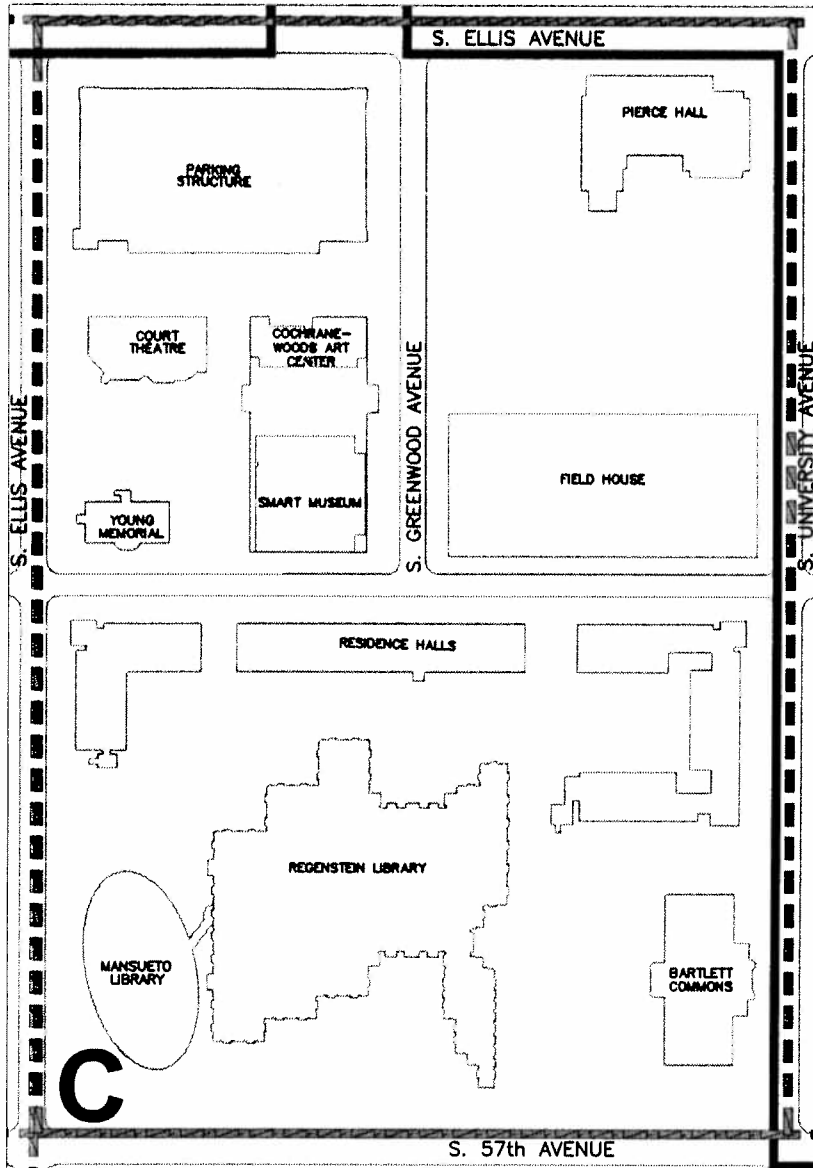 S. ELLIS AVENUE
PIERCE HALL
PARKING
STRUCTURE
COURT
THEATRE
COCHRANE-
WOODS ART
CENTER
S. ELLIS AVENUE
S. GREENWOOD AVENUE
S. UNIVERSITY AVENUE
FIELD HOUSE
SMART MUSEUM
YOUNG
MEMORIAL
RESIDENCE HALLS
REGENSTEIN LIBRARY
MANSUETO
LIBRARY
BARTLETT
COMMONS
C
S. 57th AVENUE